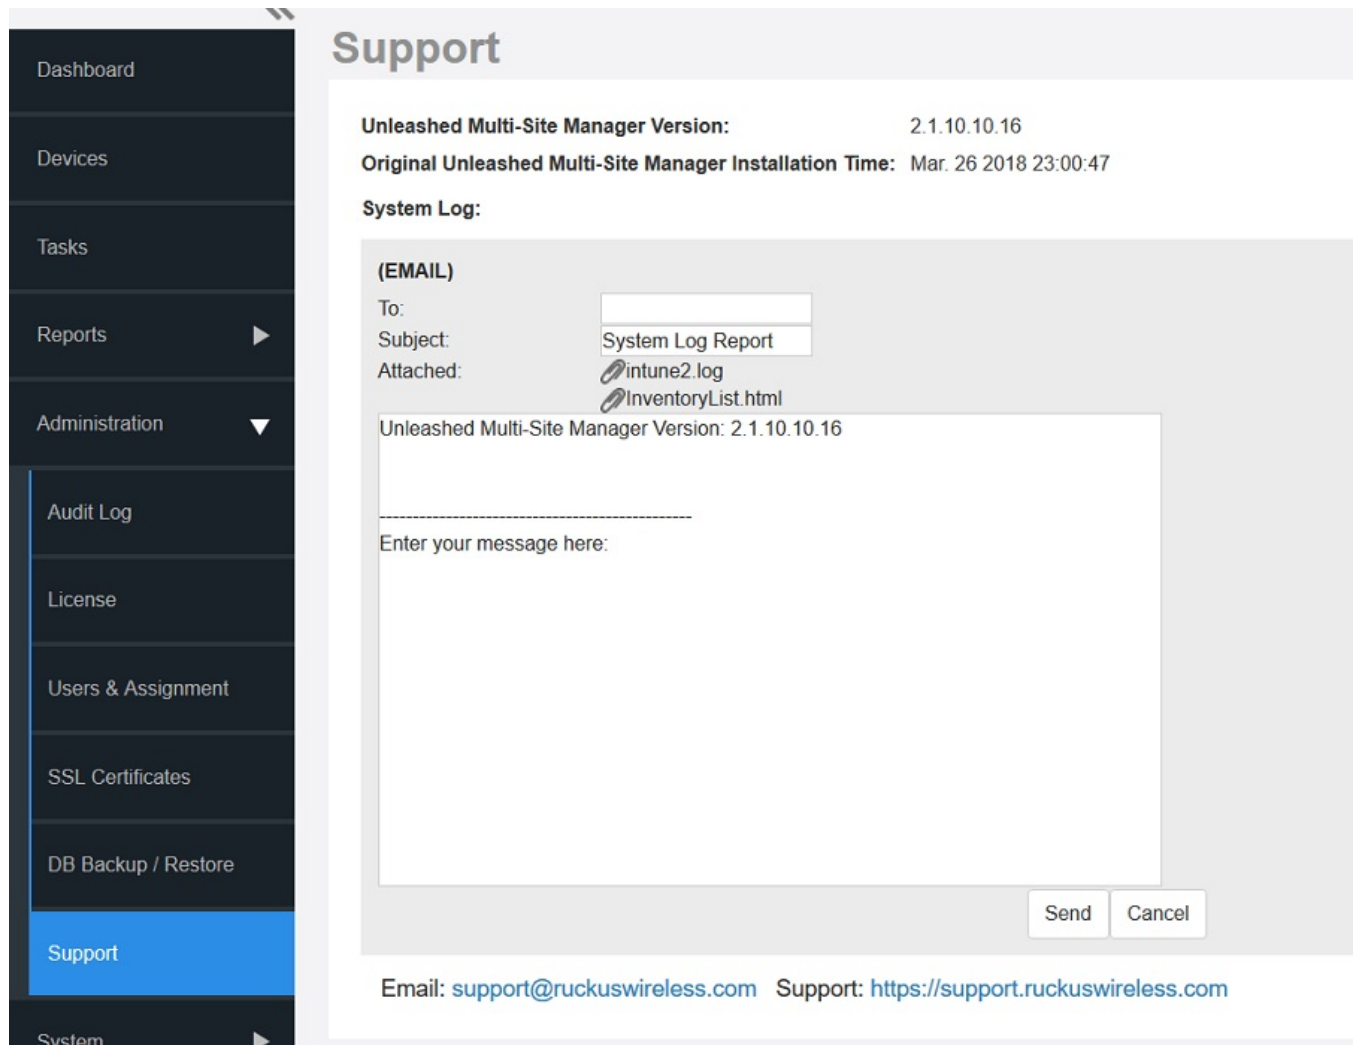 Dashboard
Devices
Tasks
Reports
Administration
Audit Log
License
Users & Assignment
SSL Certificates
DB Backup / Restore
Support
System
Support
Unleashed Multi-Site Manager Version: 2.1.10.10.16
Original Unleashed Multi-Site Manager Installation Time: Mar. 26 2018 23:00:47
System Log:
(EMAIL)
To:
Subject: System Log Report
Attached: intune2.log
InventoryList.html
Unleashed Multi-Site Manager Version: 2.1.10.10.16
-----------------------------------------------
Enter your message here:
Send Cancel
Email: support@ruckuswireless.com Support: https://support.ruckuswireless.com